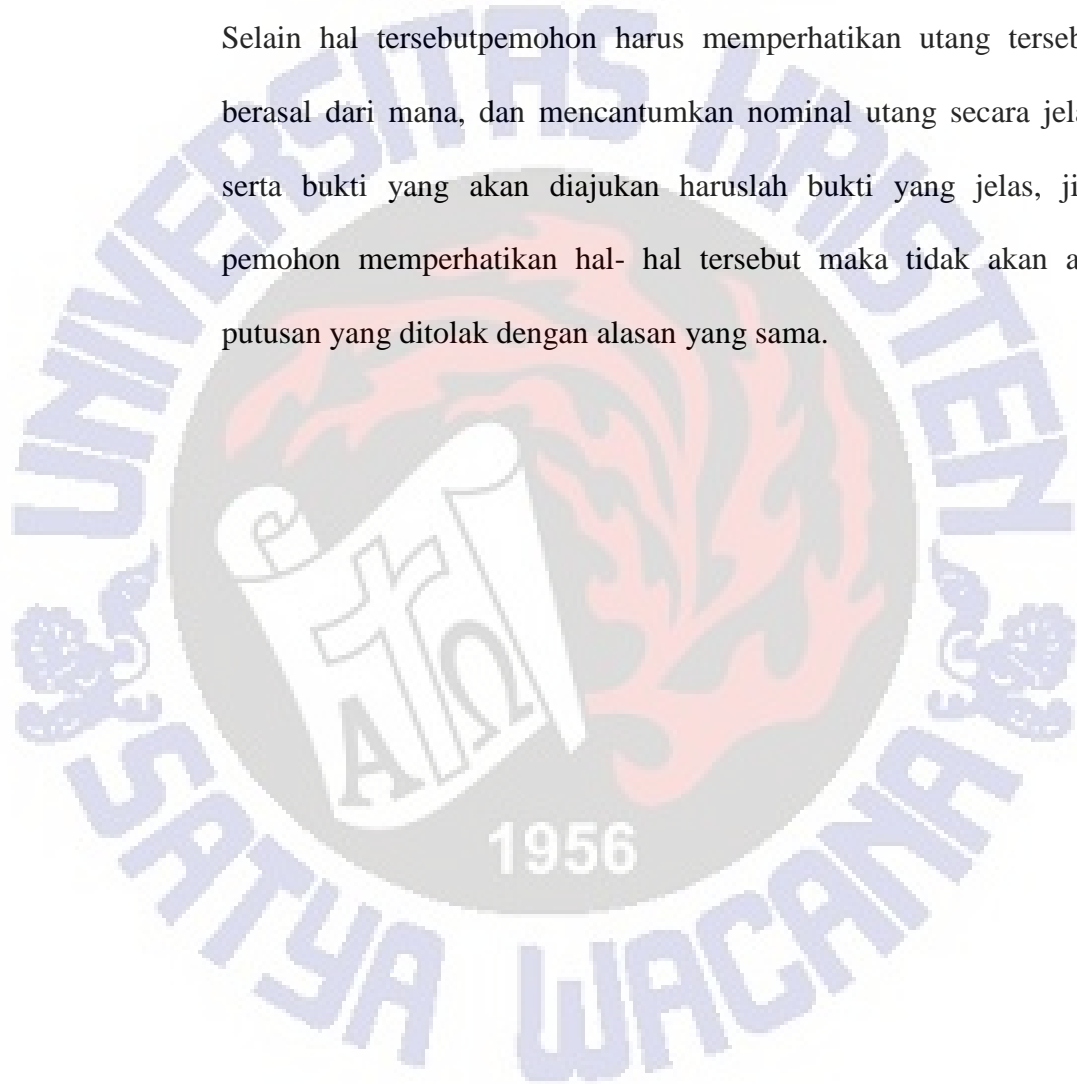 Selain hal tersebutpemohon harus memperhatikan utang terseb
berasal dari mana, dan mencantumkan nominal utang secara jela
serta bukti yang akan diajukan haruslah bukti yang jelas, ji
pemohon memperhatikan hal- hal tersebut maka tidak akan a
putusan yang ditolak dengan alasan yang sama.
UNIVERSITAS KRISTEN
SATYA WACANA
A Ω
1956